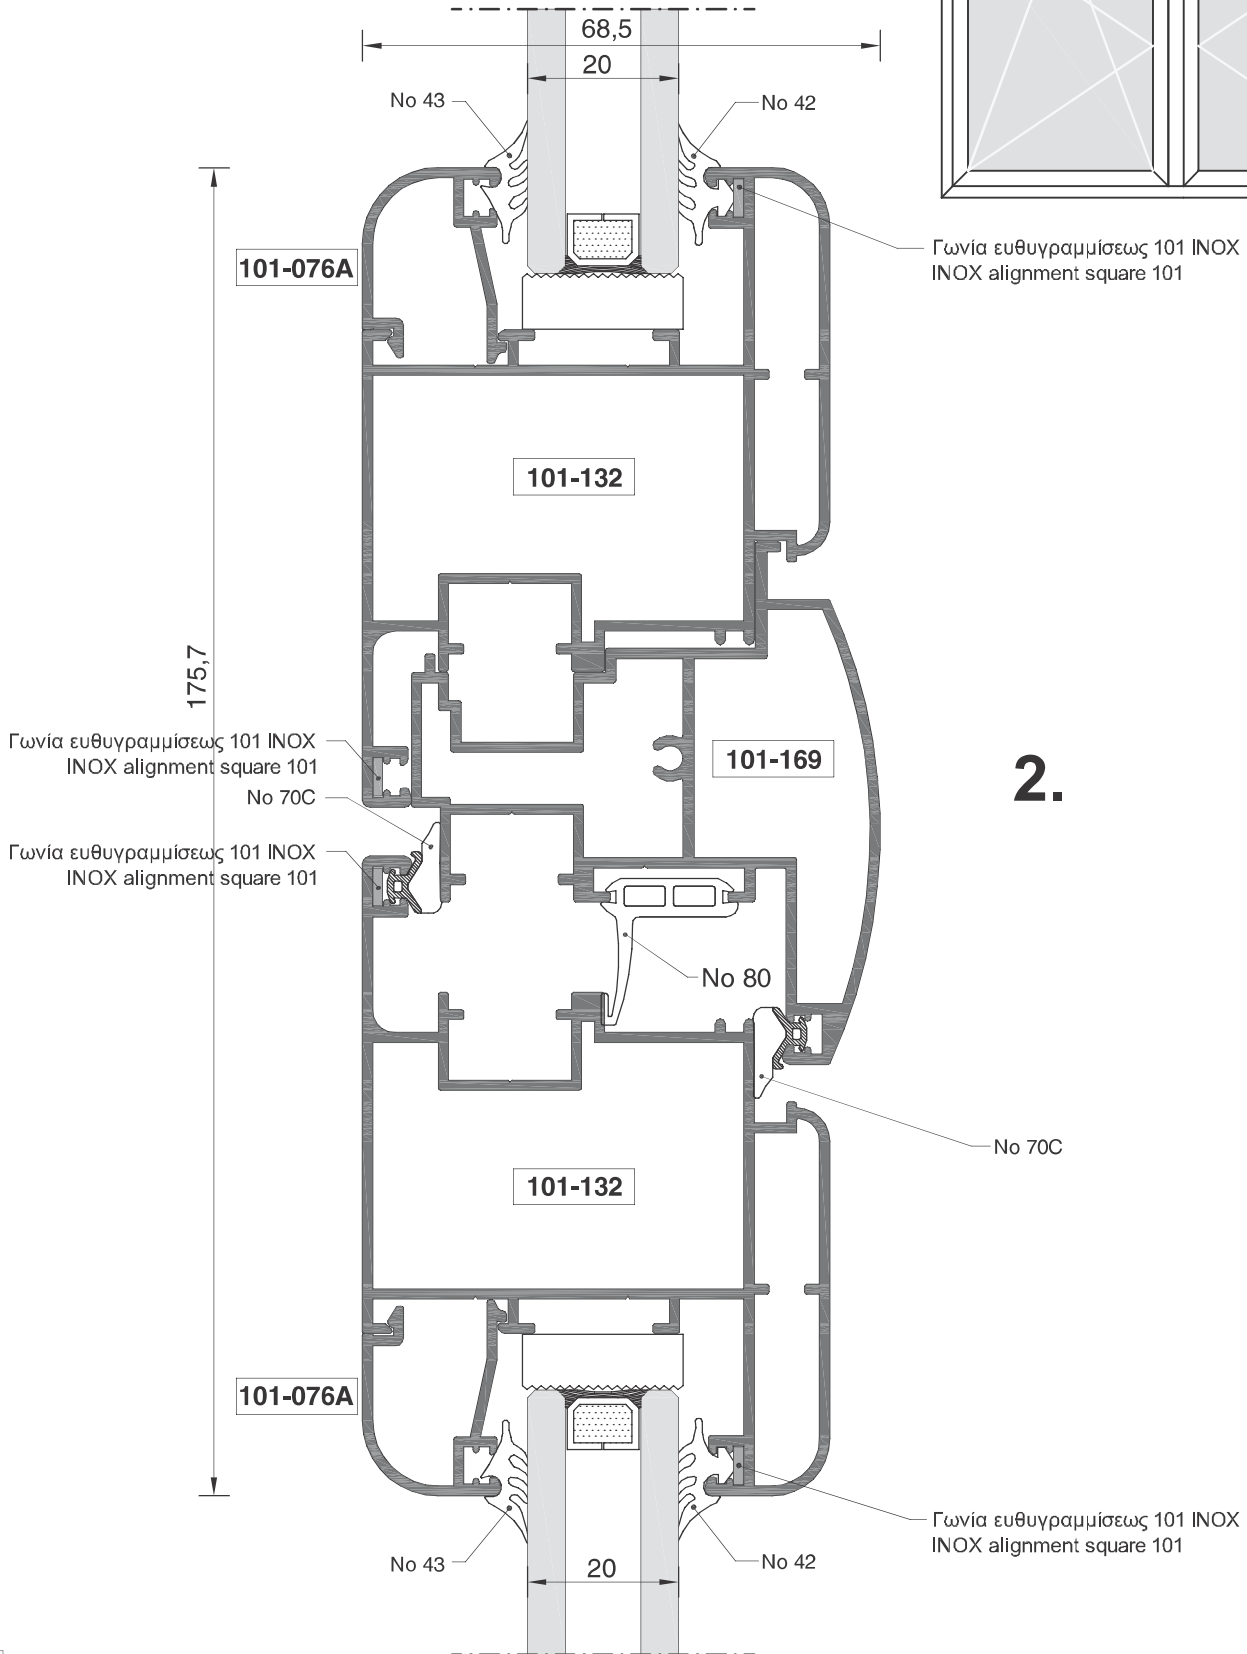 68,5
20
No 43
No 42
Γωνία ευθυγραμμίσεως 101 INOX
INOX alignment square 101
101-076A
101-132
175,7
Γωνία ευθυγραμμίσεως 101 INOX
INOX alignment square 101
101-169
2.
No 70C
Γωνία ευθυγραμμίσεως 101 INOX
INOX alignment square 101
No 80
No 70C
101-132
101-076A
Γωνία ευθυγραμμίσεως 101 INOX
INOX alignment square 101
No 43
20
No 42